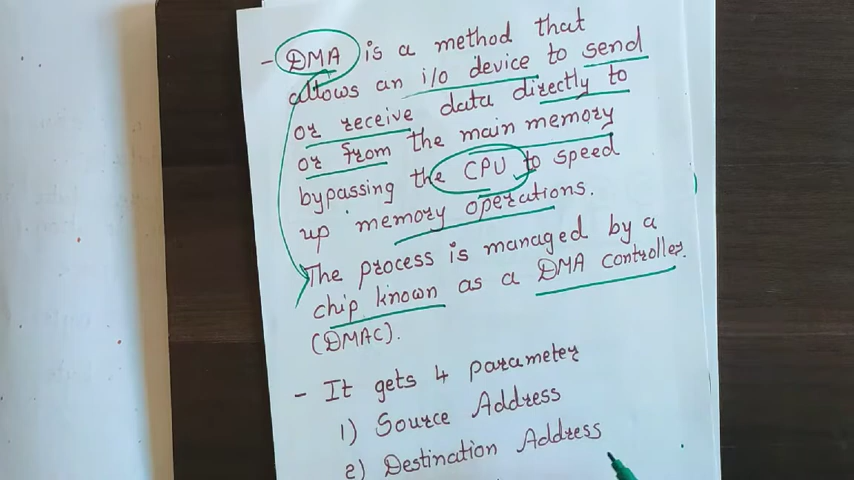 - DMA is a method that
allows an i/o device to send
or receive data directly to
or from the main memory
bypassing the CPU to speed
up memory operations.
The process is managed by a
chip known as a DMA controller.
(DMAC).
- It gets 4 parameter
1) Source Address
2) Destination Address